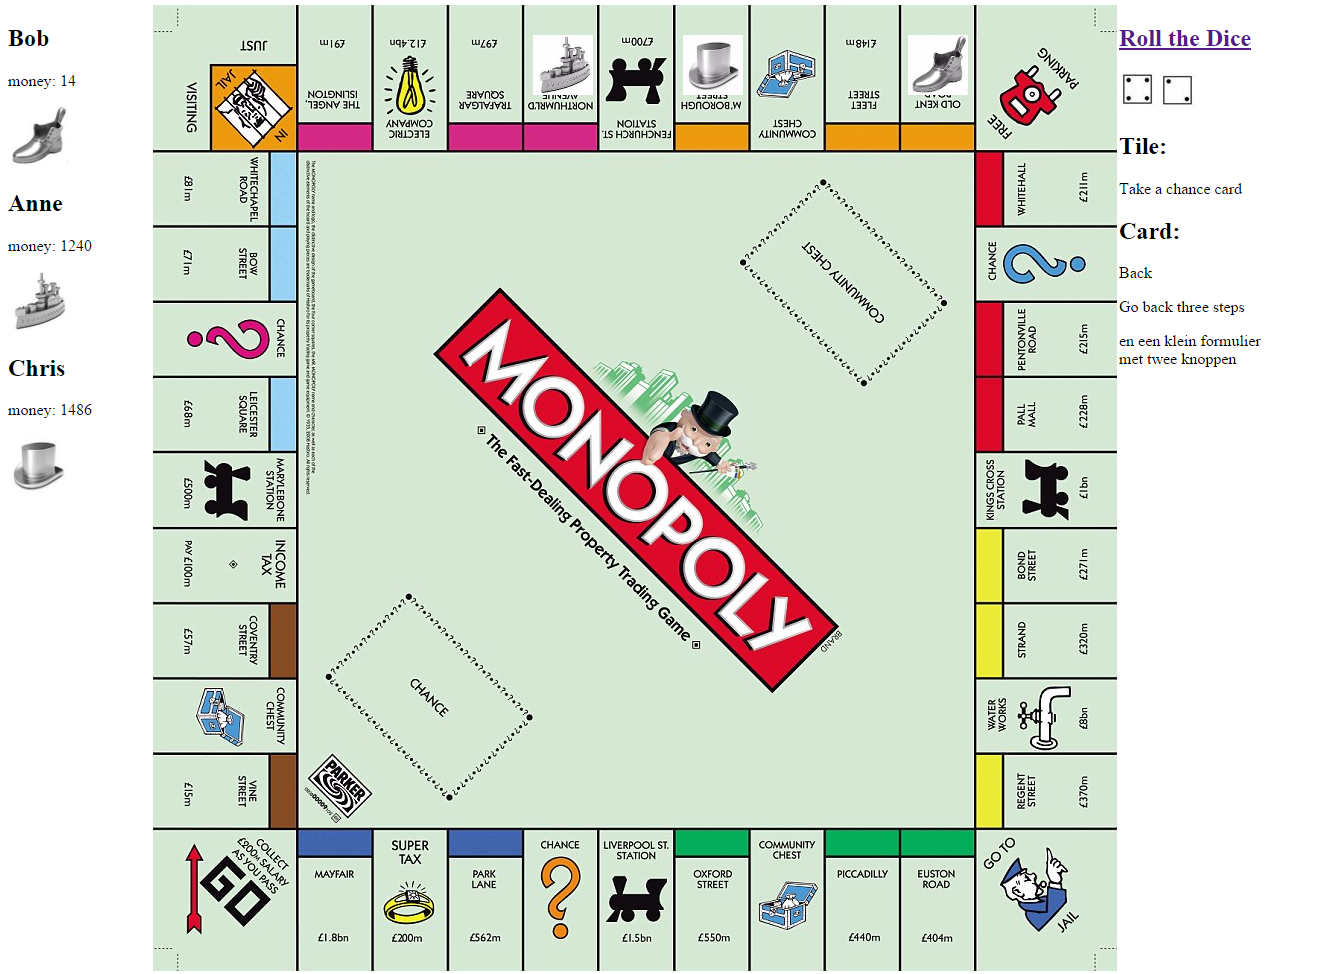 Bob
money: 14
Anne
money: 1240
Chris
money: 1486
JUST
VISITING
IN
JAIL
THE ANGEL,
ISLINGTON
£91m
ELECTRIC
COMPANY
£12.4bn
TRAFALGAR
SQUARE
£97m
NORTHUMRL'D
AVENUE
FENCHURCH ST.
STATION
£700m
M'BOROUGH
STREET
COMMUNITY
CHEST
FLEET
STREET
£148m
OLD KENT
ROAD
FREE
PARKING
WHITECHAPEL
ROAD
£81m
BOW
STREET
£71m
CHANCE
LEICESTER
SQUARE
£68m
MARYLEBONE
STATION
£500m
INCOME
TAX
PAY £100m
COVENTRY
STREET
£57m
COMMUNITY
CHEST
VINE
STREET
£15m
COLLECT
£200m SALARY
AS YOU PASS
GO
COMMUNITY CHEST
MONOPOLY
BRAND
The Fast-Dealing Property Trading Game
CHANCE
PARKER
WHITEHALL
£211m
CHANCE
PENTONVILLE
ROAD
£215m
PALL
MALL
£228m
KINGS CROSS
STATION
£1bn
BOND
STREET
£271m
STRAND
£320m
WATER
WORKS
£8bn
REGENT
STREET
£370m
MAYFAIR
£1.8bn
SUPER
TAX
£200m
PARK
LANE
£562m
CHANCE
LIVERPOOL ST.
STATION
£1.5bn
OXFORD
STREET
£550m
COMMUNITY
CHEST
PICCADILLY
£440m
EUSTON
ROAD
£404m
GO TO
JAIL
Roll the Dice
Tile:
Take a chance card
Card:
Back
Go back three steps
en een klein formulier
met twee knoppen